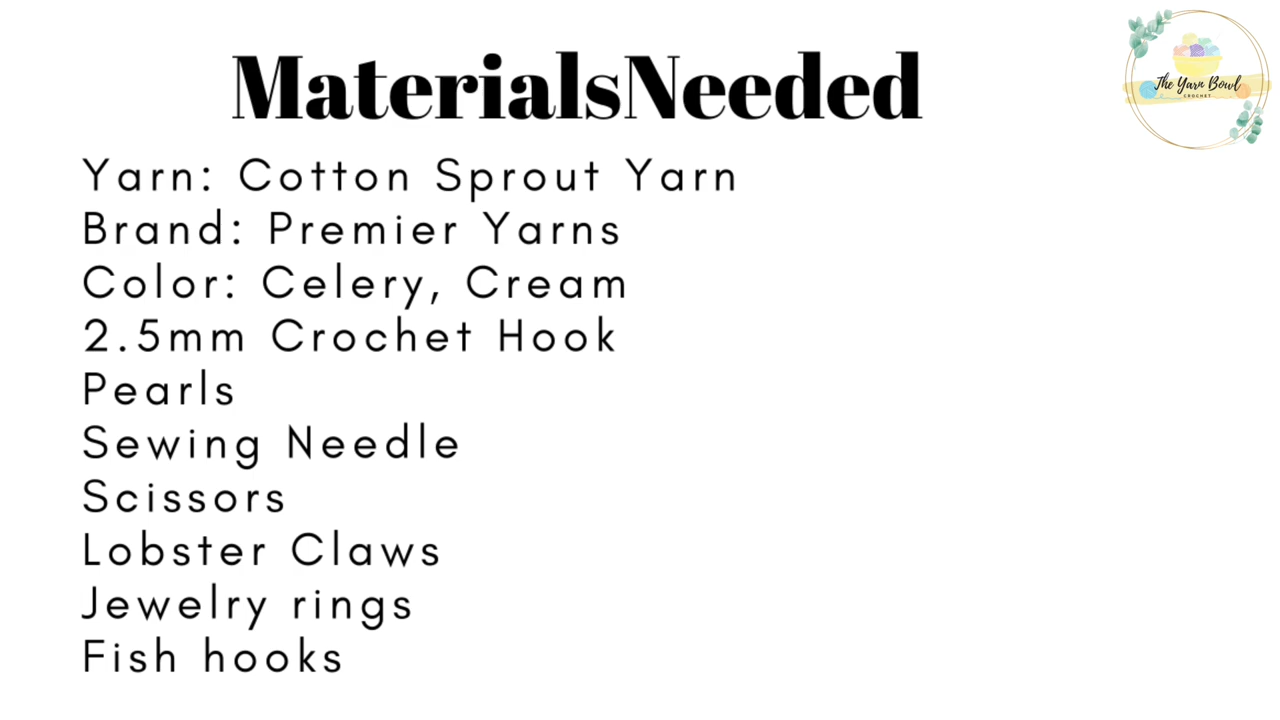 MaterialsNeeded
The Yarn Bowl
CROCHET
Yarn: Cotton Sprout Yarn
Brand: Premier Yarns
Color: Celery, Cream
2.5mm Crochet Hook
Pearls
Sewing Needle
Scissors
Lobster Claws
Jewelry rings
Fish hooks